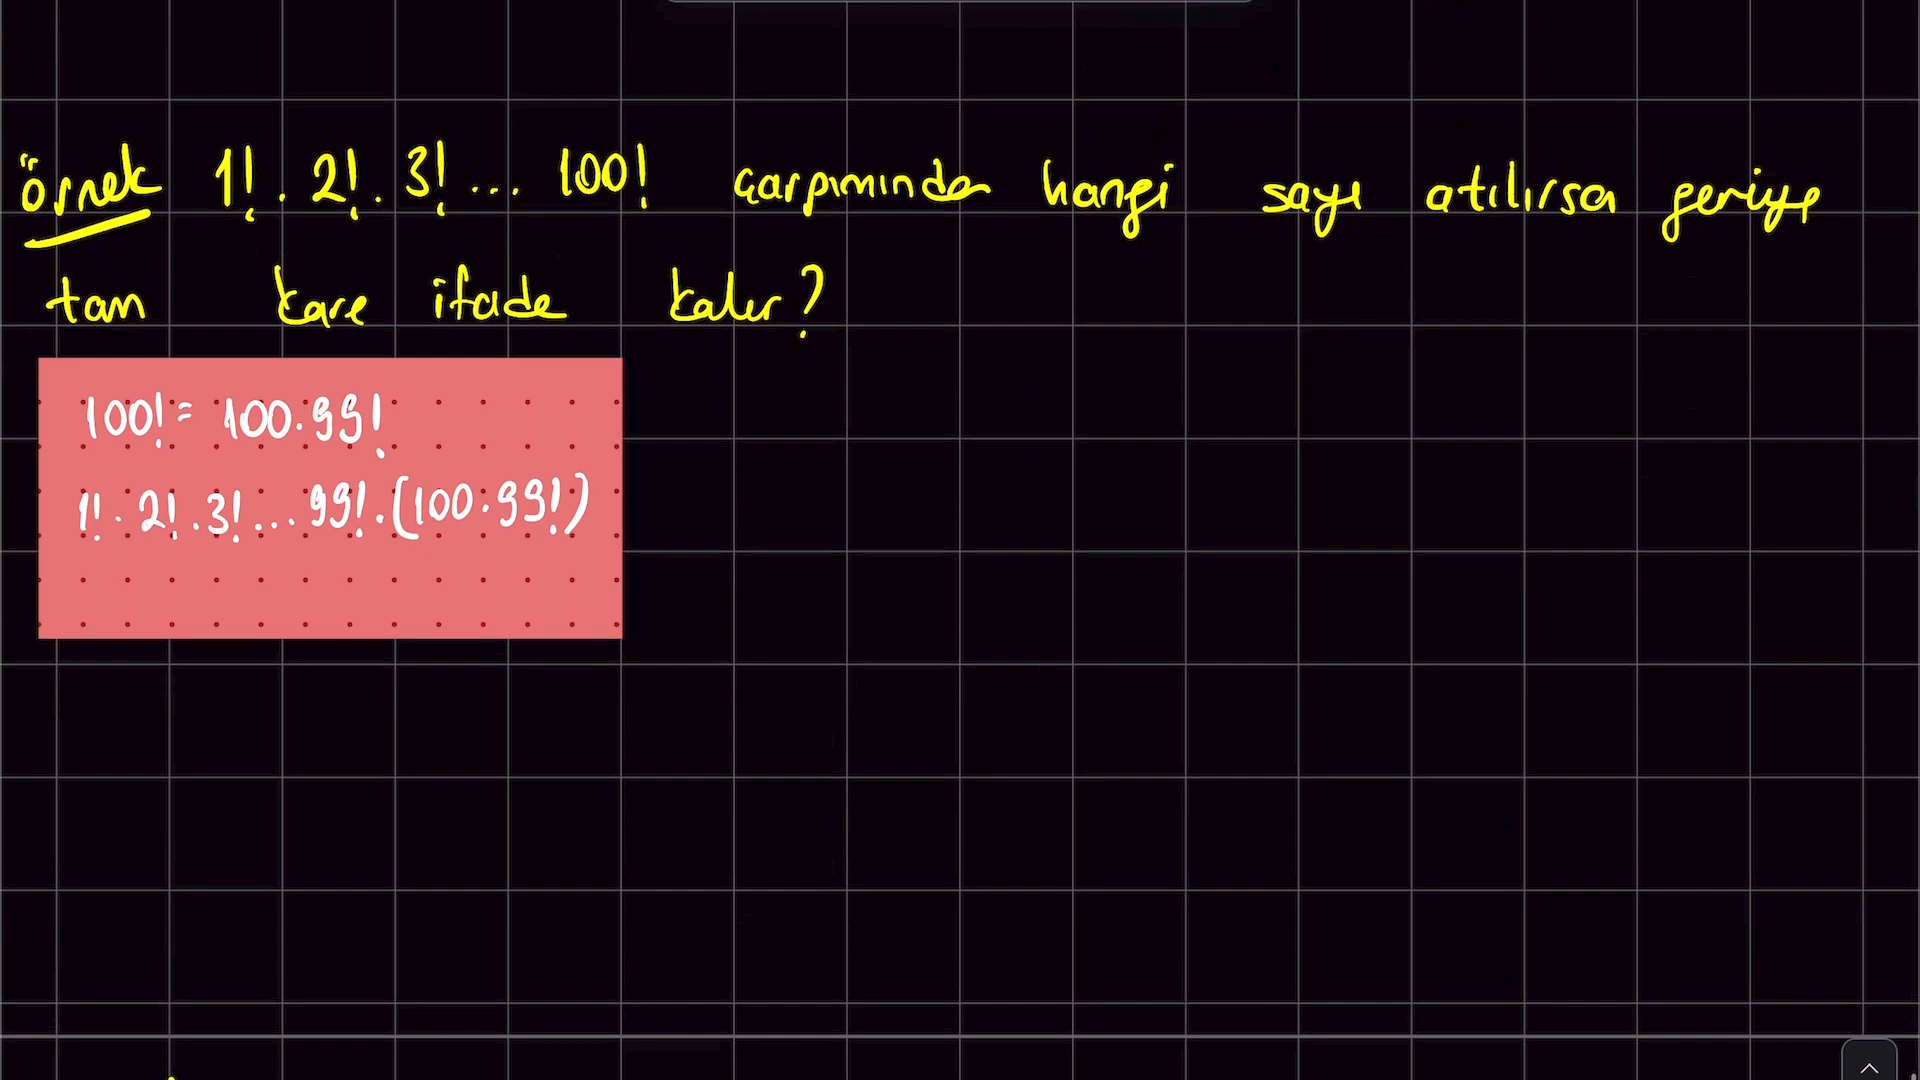 örnek 1! . 2! . 3! ... 100! çarpımında hangi sayı atılırsa geriye
tam kare ifade kalır?
100! = 100.99!
1! . 2! . 3! ... 99! . (100.99!)